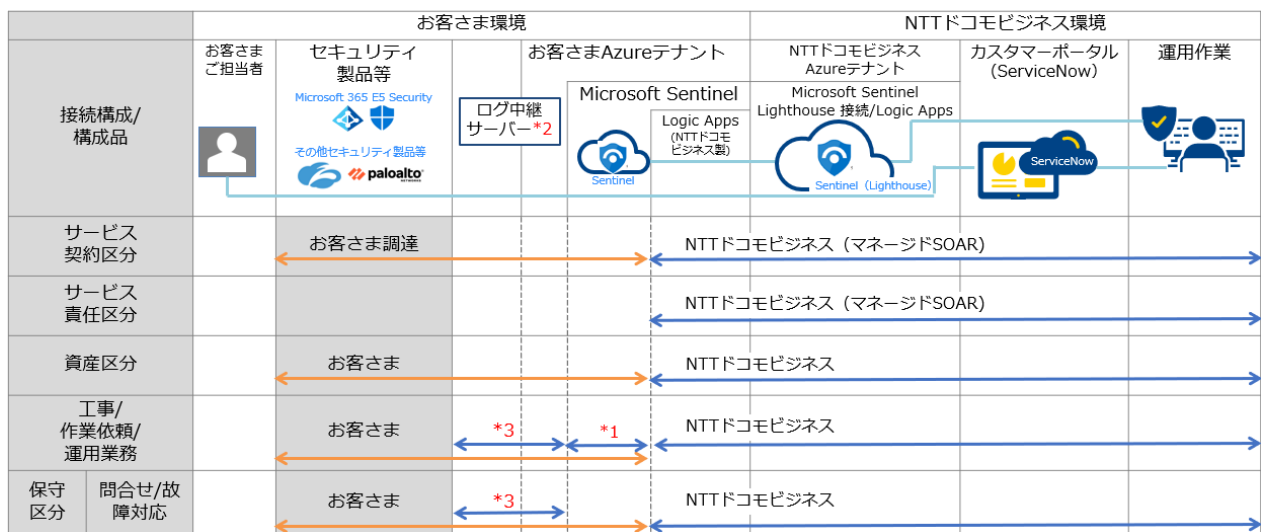 お客さま環境
NTTドコモビジネス環境
接続構成/
構成品
お客さま
ご担当者
セキュリティ
製品等
Microsoft 365 E5 Security
その他セキュリティ製品等
paloalto
NETWORKS
ログ中継
サーバー*2
お客さまAzureテナント
Microsoft Sentinel
Sentinel
Logic Apps
(NTTドコモ
ビジネス製)
NTTドコモビジネス
Azureテナント
Microsoft Sentinel
Lighthouse 接続/Logic Apps
Sentinel（Lighthouse）
カスタマーポータル
（ServiceNow）
ServiceNow
運用作業
サービス
契約区分
お客さま調達
NTTドコモビジネス（マネージドSOAR)
サービス
責任区分
NTTドコモビジネス（マネージドSOAR)
資産区分
お客さま
NTTドコモビジネス
工事/
作業依頼/
運用業務
お客さま
*3
*1
NTTドコモビジネス
保守
区分
問合せ/故
障対応
お客さま
*3
NTTドコモビジネス